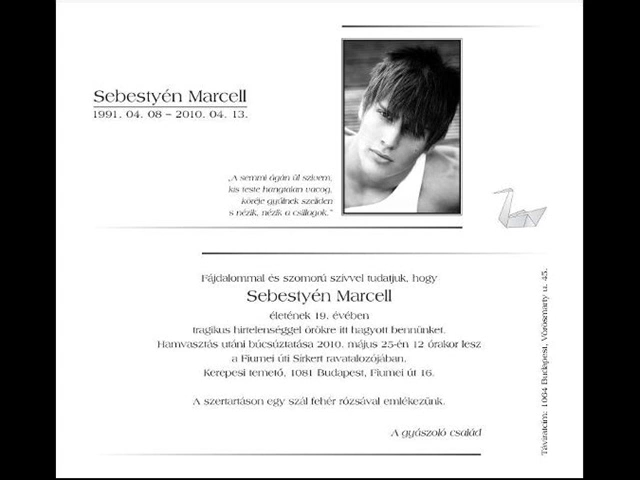 Sebestyén Marcell
1991. 04. 08 – 2010. 04. 13.
„A semmi ágán ül szivem,
kis teste hangtalan vacog,
köréje gyűlnek szeliden
s nézik, nézik a csillagok."
Fájdalommal és szomorú szívvel tudatjuk, hogy
Sebestyén Marcell
életének 19. évében
tragikus hirtelenséggel örökre itt hagyott bennünket.
Hamvasztás utáni búcsúztatása 2010. május 25-én 12 órakor lesz
a Fiumei úti Sírkert ravatalozójában.
Kerepesi temető, 1081 Budapest, Fiumei út 16.
A szertartáson egy szál fehér rózsával emlékezünk.
A gyászoló család
Táviratcím: 1064 Budapest, Vörösmarty u. 45.